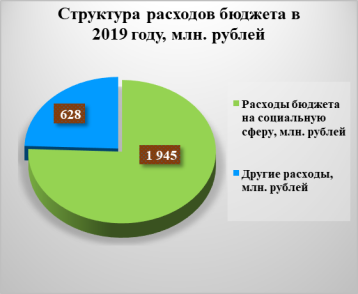 Структура расходов бюджета в
2019 году, млн. рублей
628
1 945
Расходы бюджета
на социальную
сферу, млн. рублей
Другие расходы,
млн. рублей